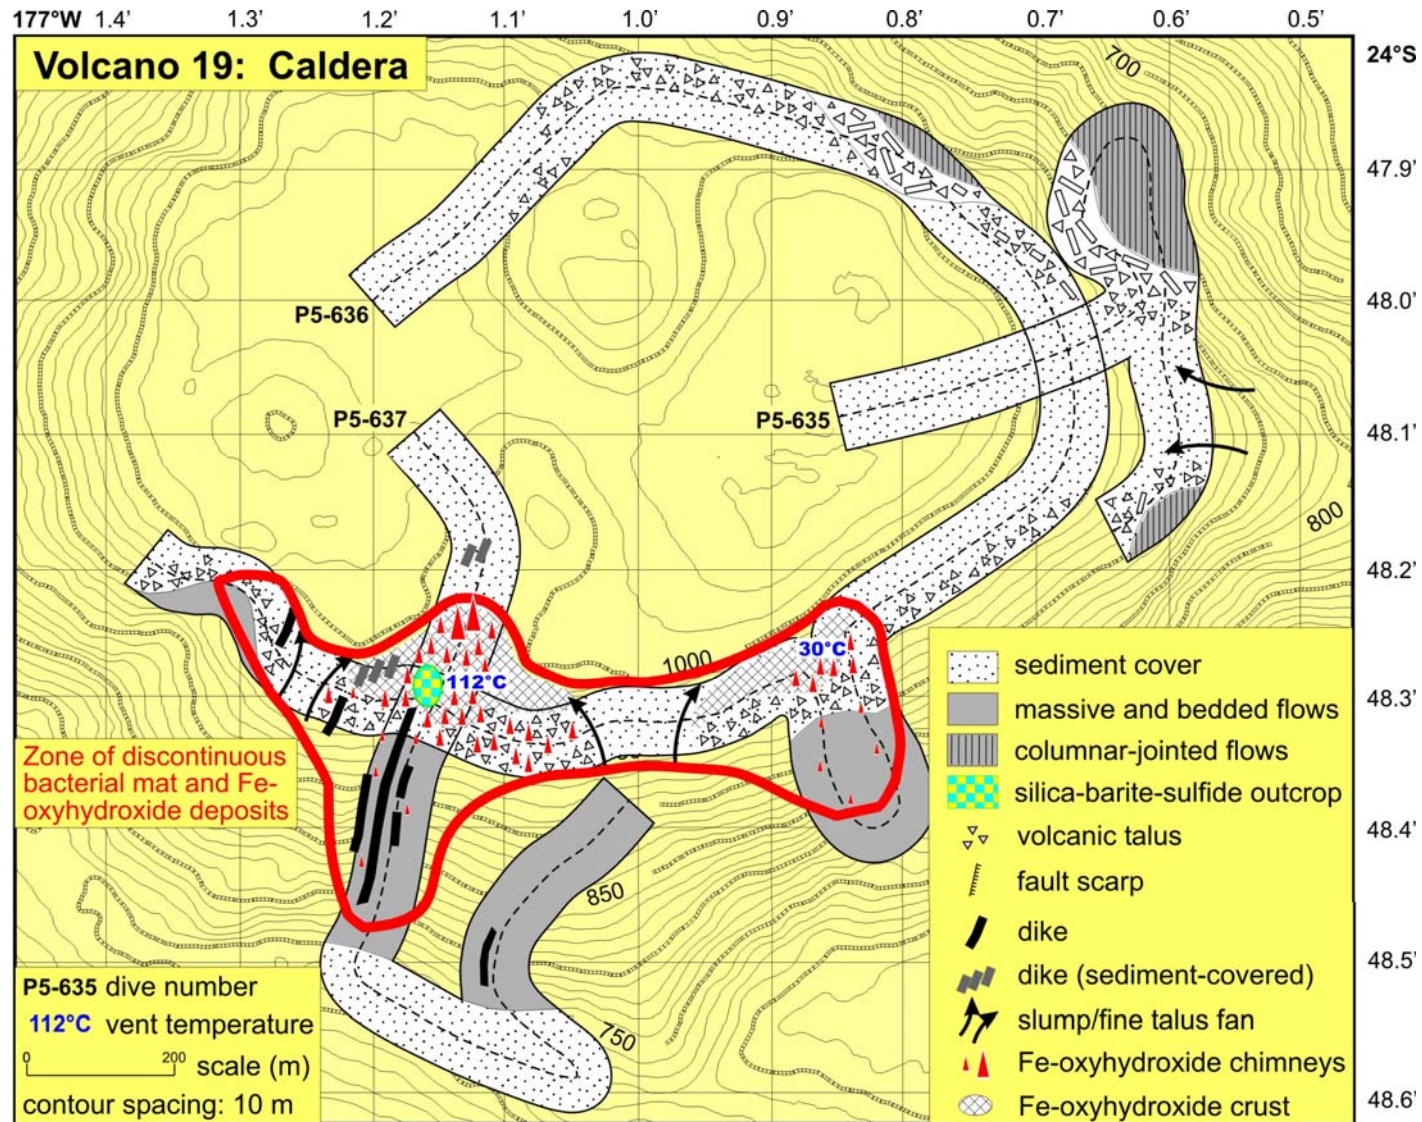 177°W 1.4' 1.3' 1.2' 1.1' 1.0' 0.9' 0.8' 0.7' 0.6' 0.5'
Volcano 19: Caldera
24°S
700
47.9'
48.0'
P5-636
P5-637
P5-635
48.1'
800
48.2'
1000
30°C
112°C
48.3'
Zone of discontinuous
bacterial mat and Fe-
oxyhydroxide deposits
48.4'
850
48.5'
750
48.6'
sediment cover
massive and bedded flows
columnar-jointed flows
silica-barite-sulfide outcrop
volcanic talus
fault scarp
dike
dike (sediment-covered)
slump/fine talus fan
Fe-oxyhydroxide chimneys
Fe-oxyhydroxide crust
P5-635 dive number
112°C vent temperature
0 200 scale (m)
contour spacing: 10 m